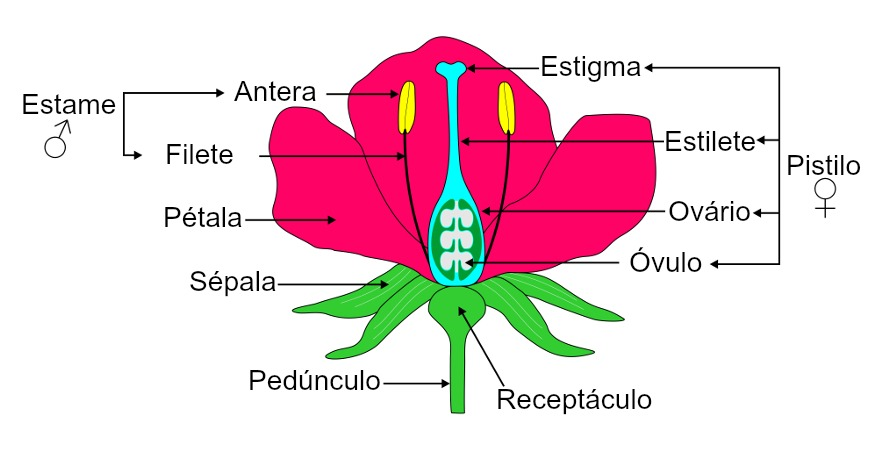 Estigma
Antera
Estame
Estilete
Filete
Pistilo
Ovário
Pétala
Óvulo
Sépala
Pedúnculo
Receptáculo